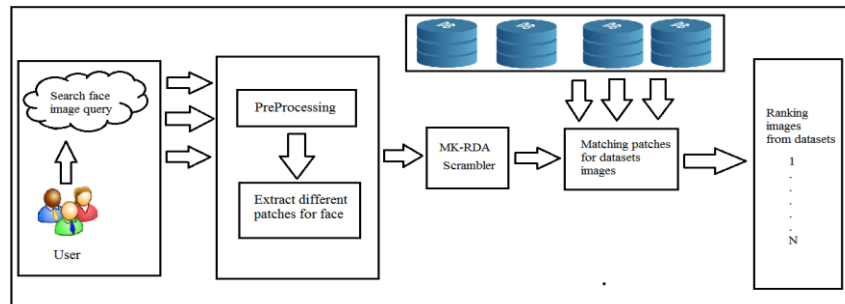 Search face
image query
User
PreProcessing
Extract different
patches for face
MK-RDA
Scrambler
Matching patches
for datasets
images
Ranking
images
from datasets
1
.
.
.
.
.
.
N